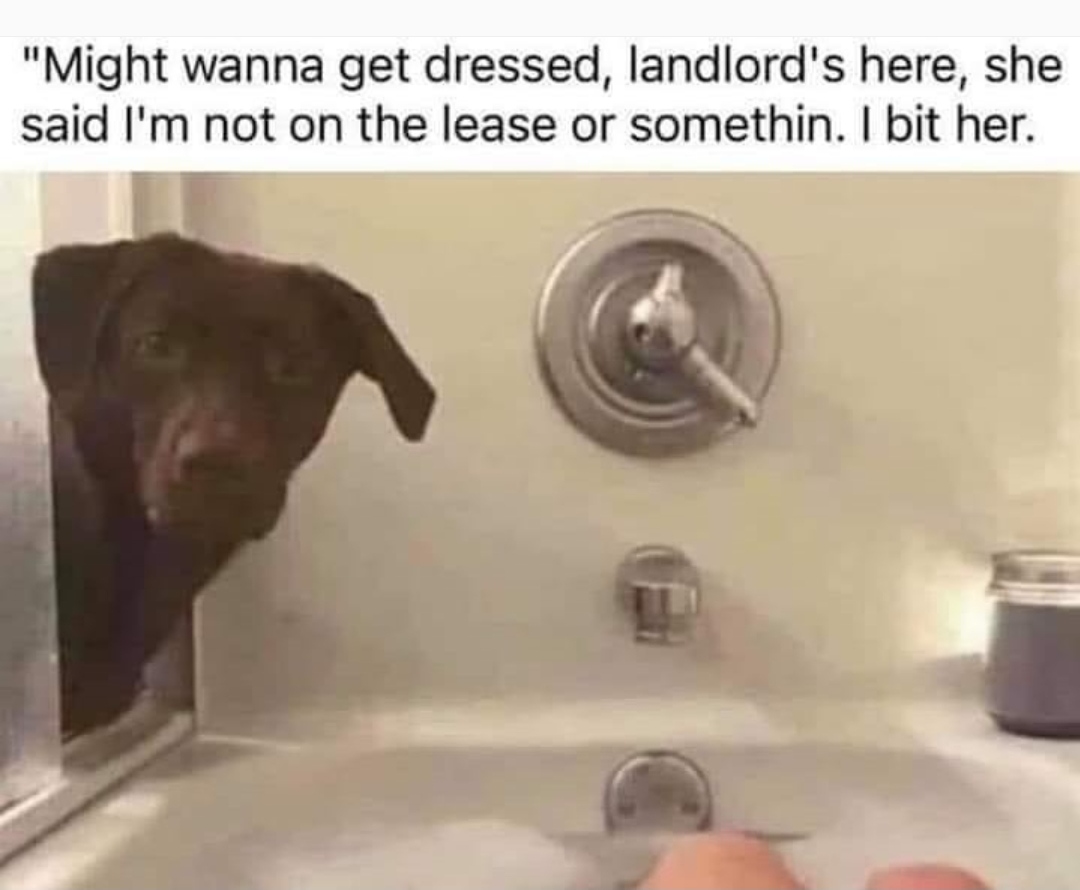 "Might wanna get dressed, landlord's here, she
said I'm not on the lease or somethin. I bit her.